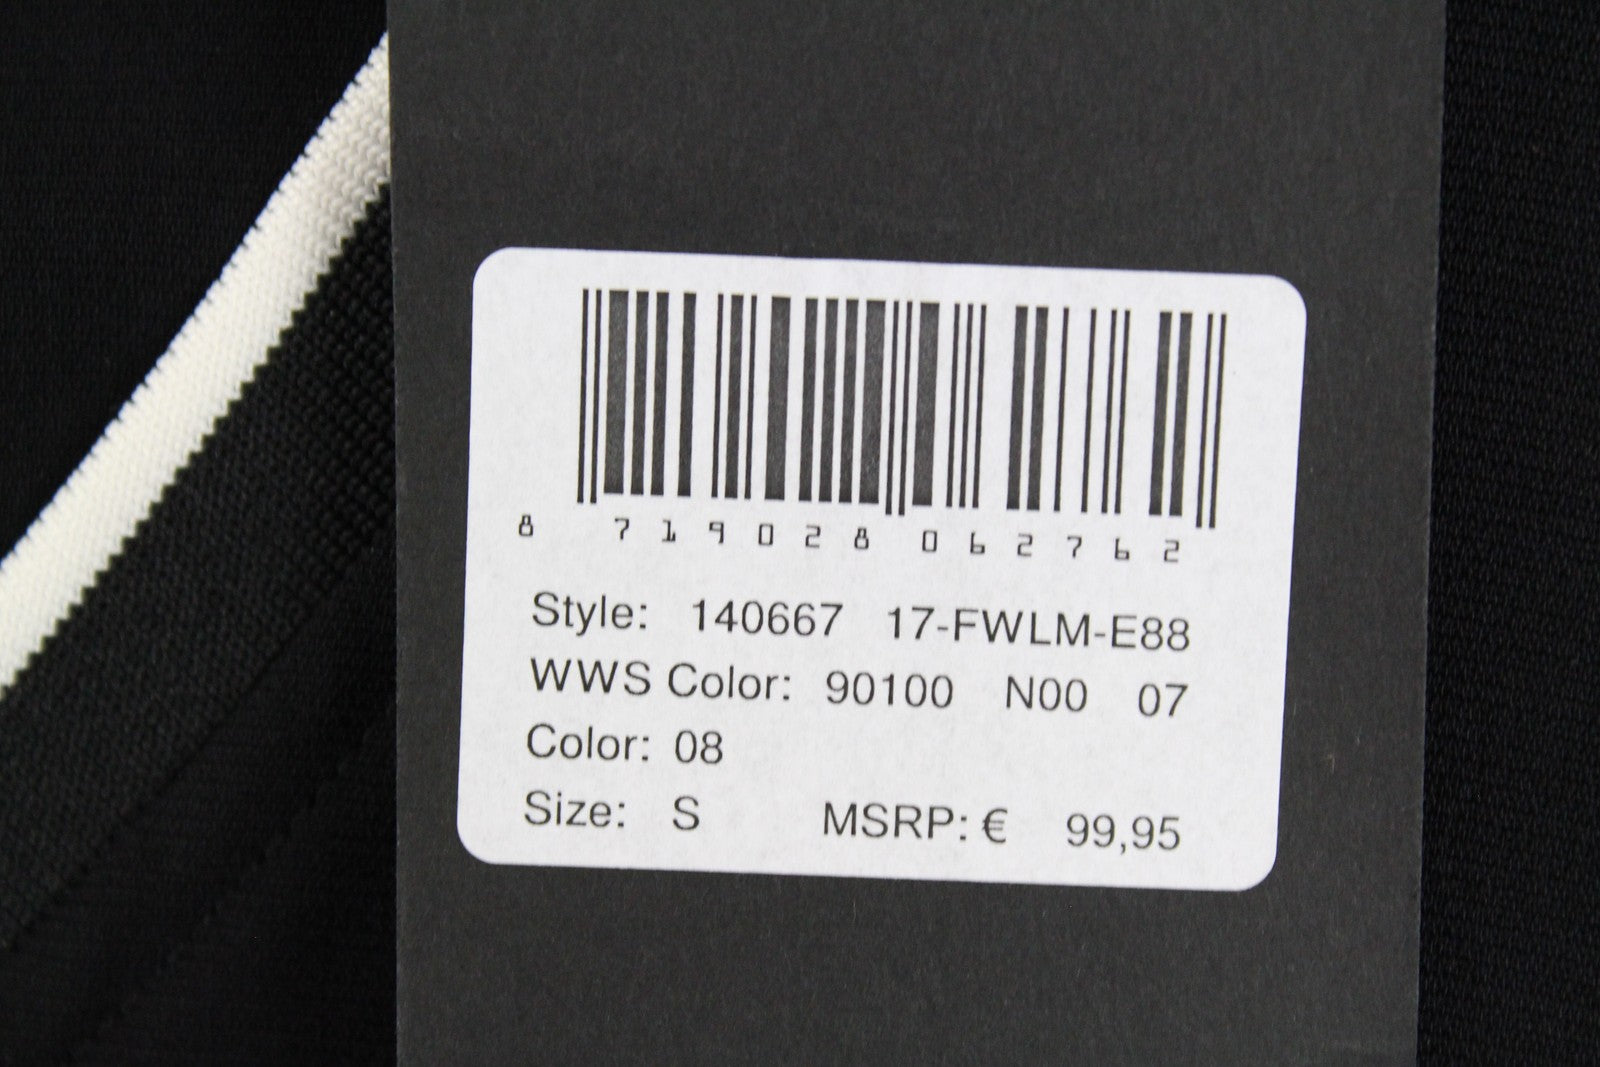 8 719028 062762
Style: 140667 17-FWLM-E88
WWS Color: 90100 N00 07
Color: 08
Size: S MSRP: € 99,95